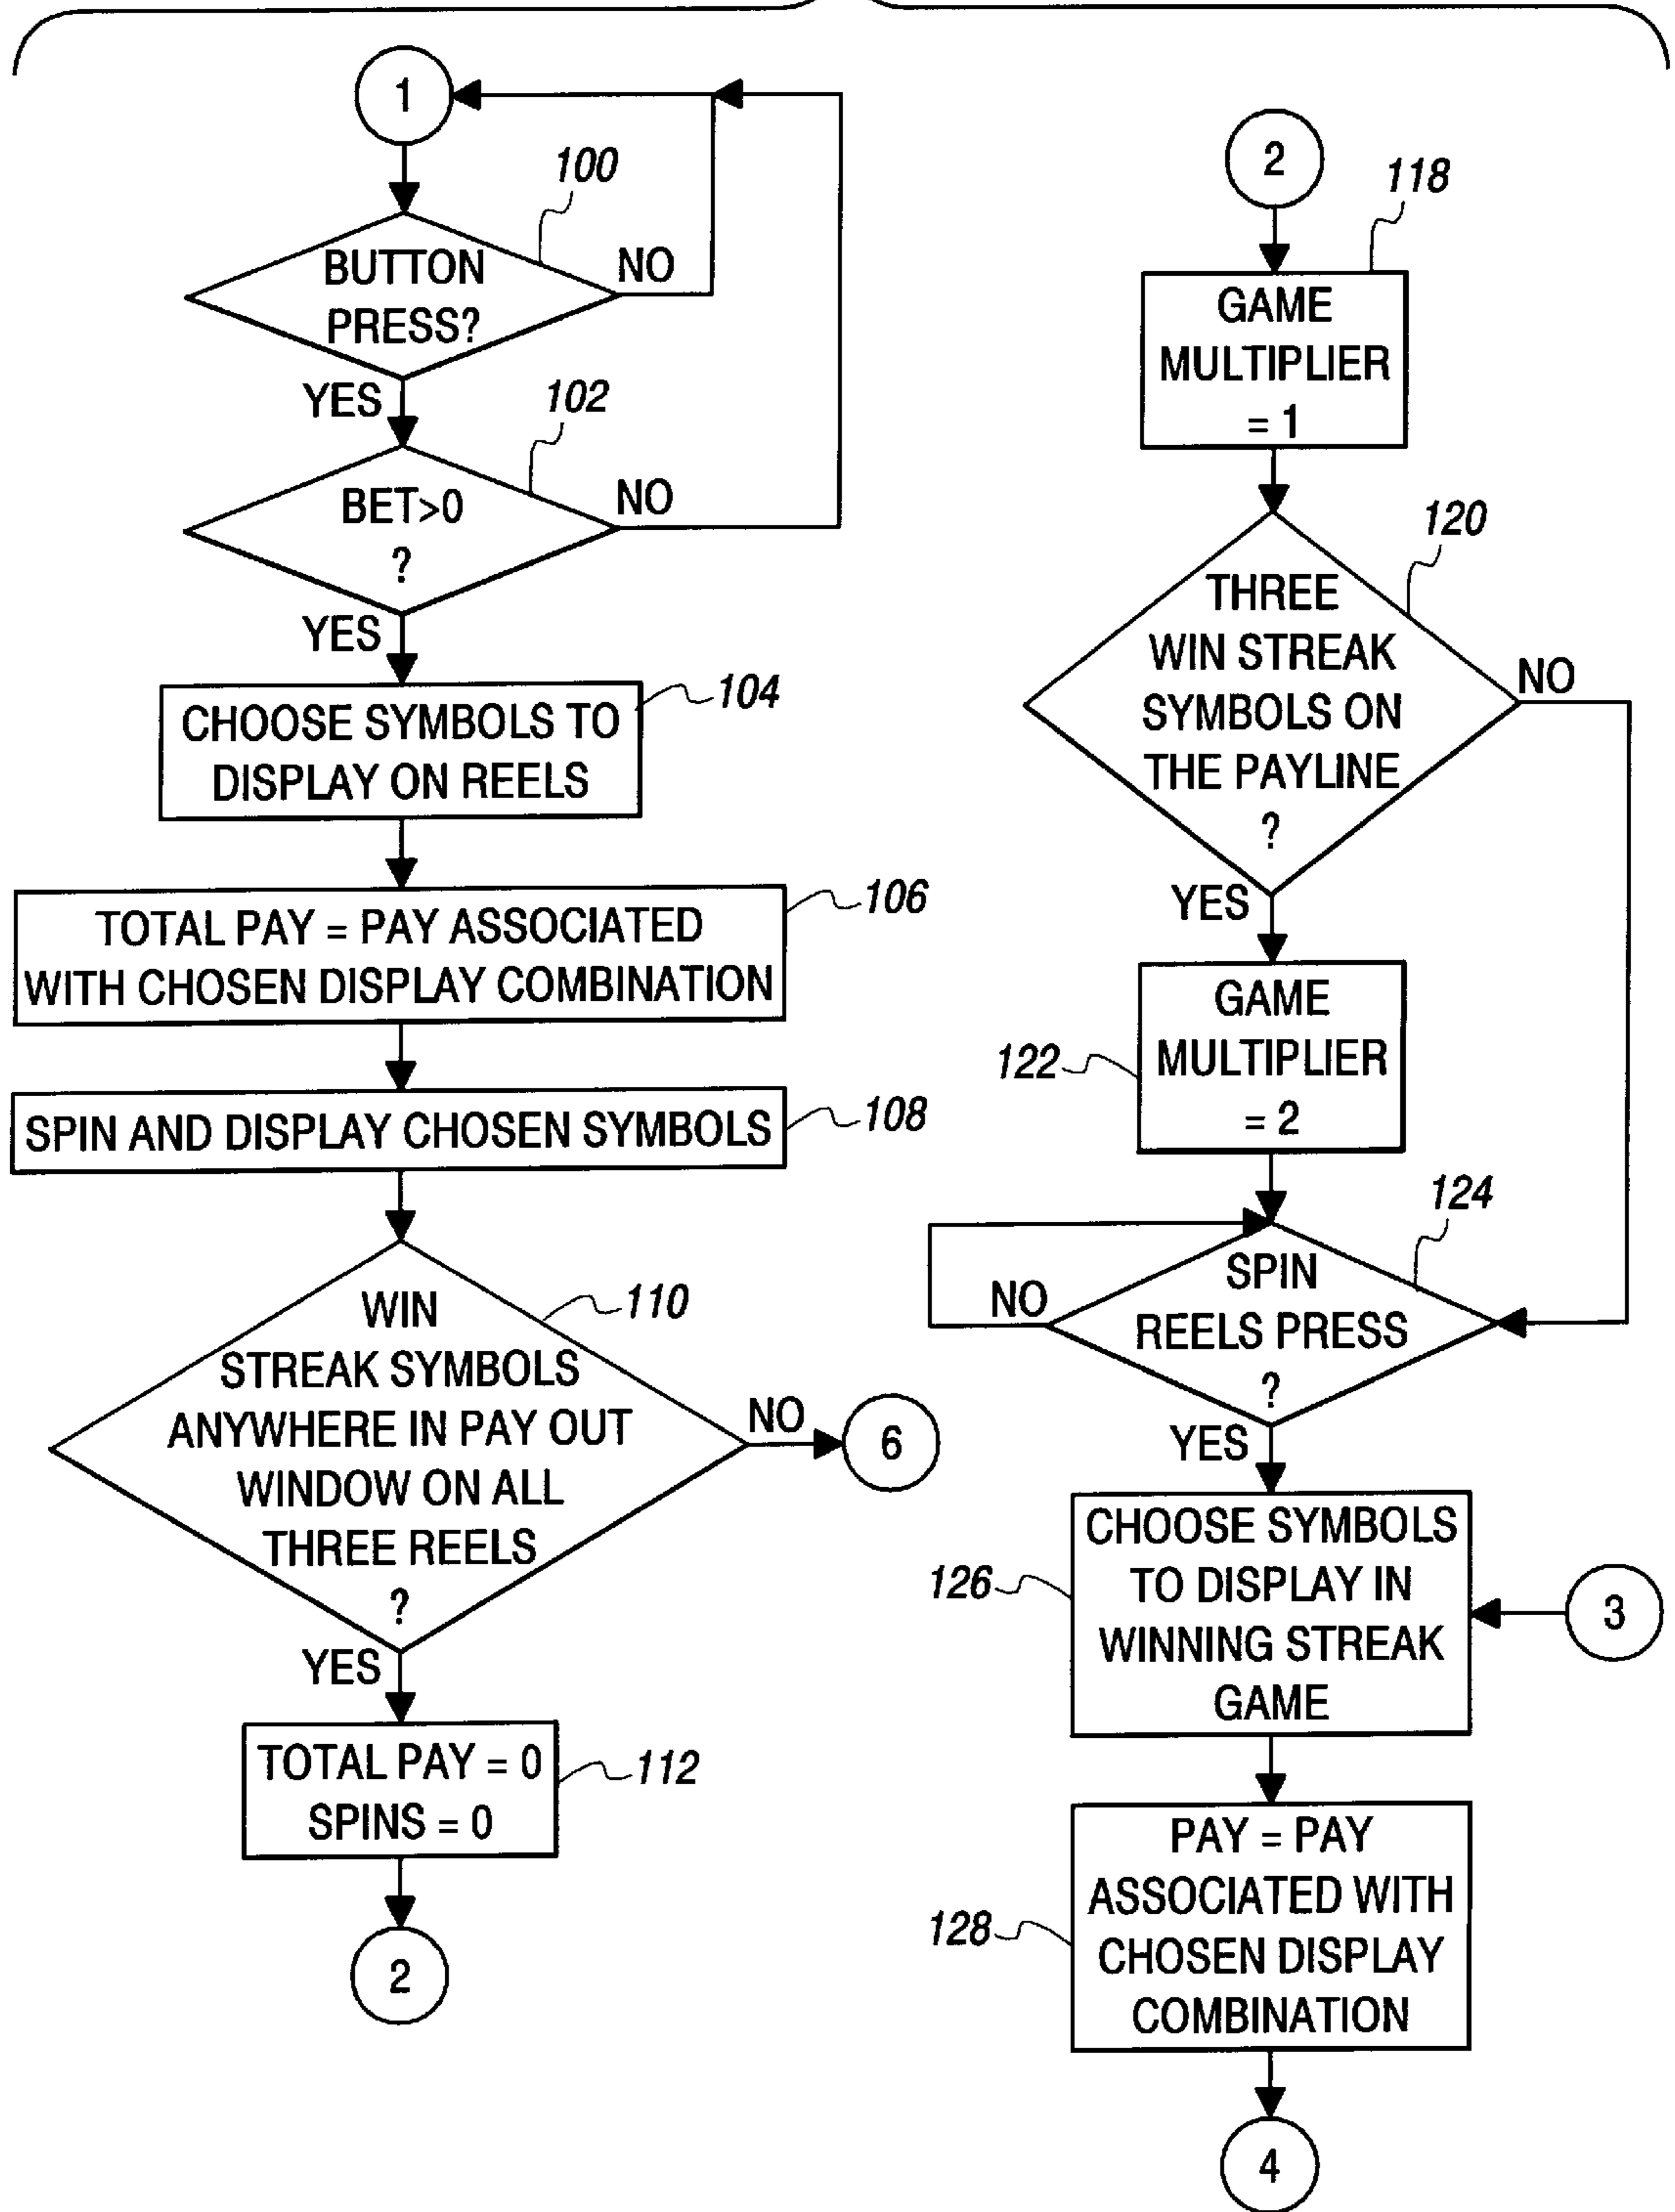 1
100
BUTTON
PRESS?
NO
YES
102
BET>0
?
NO
YES
104
CHOOSE SYMBOLS TO
DISPLAY ON REELS
106
TOTAL PAY = PAY ASSOCIATED
WITH CHOSEN DISPLAY COMBINATION
SPIN AND DISPLAY CHOSEN SYMBOLS
108
110
WIN
STREAK SYMBOLS
ANYWHERE IN PAY OUT
WINDOW ON ALL
THREE REELS
?
NO
6
YES
TOTAL PAY = 0
SPINS = 0
112
2
2
118
GAME
MULTIPLIER
= 1
120
THREE
WIN STREAK
SYMBOLS ON
THE PAYLINE
?
NO
YES
GAME
MULTIPLIER
= 2
122
124
SPIN
REELS PRESS
?
NO
YES
CHOOSE SYMBOLS
TO DISPLAY IN
WINNING STREAK
GAME
126
3
PAY = PAY
ASSOCIATED WITH
CHOSEN DISPLAY
COMBINATION
128
4